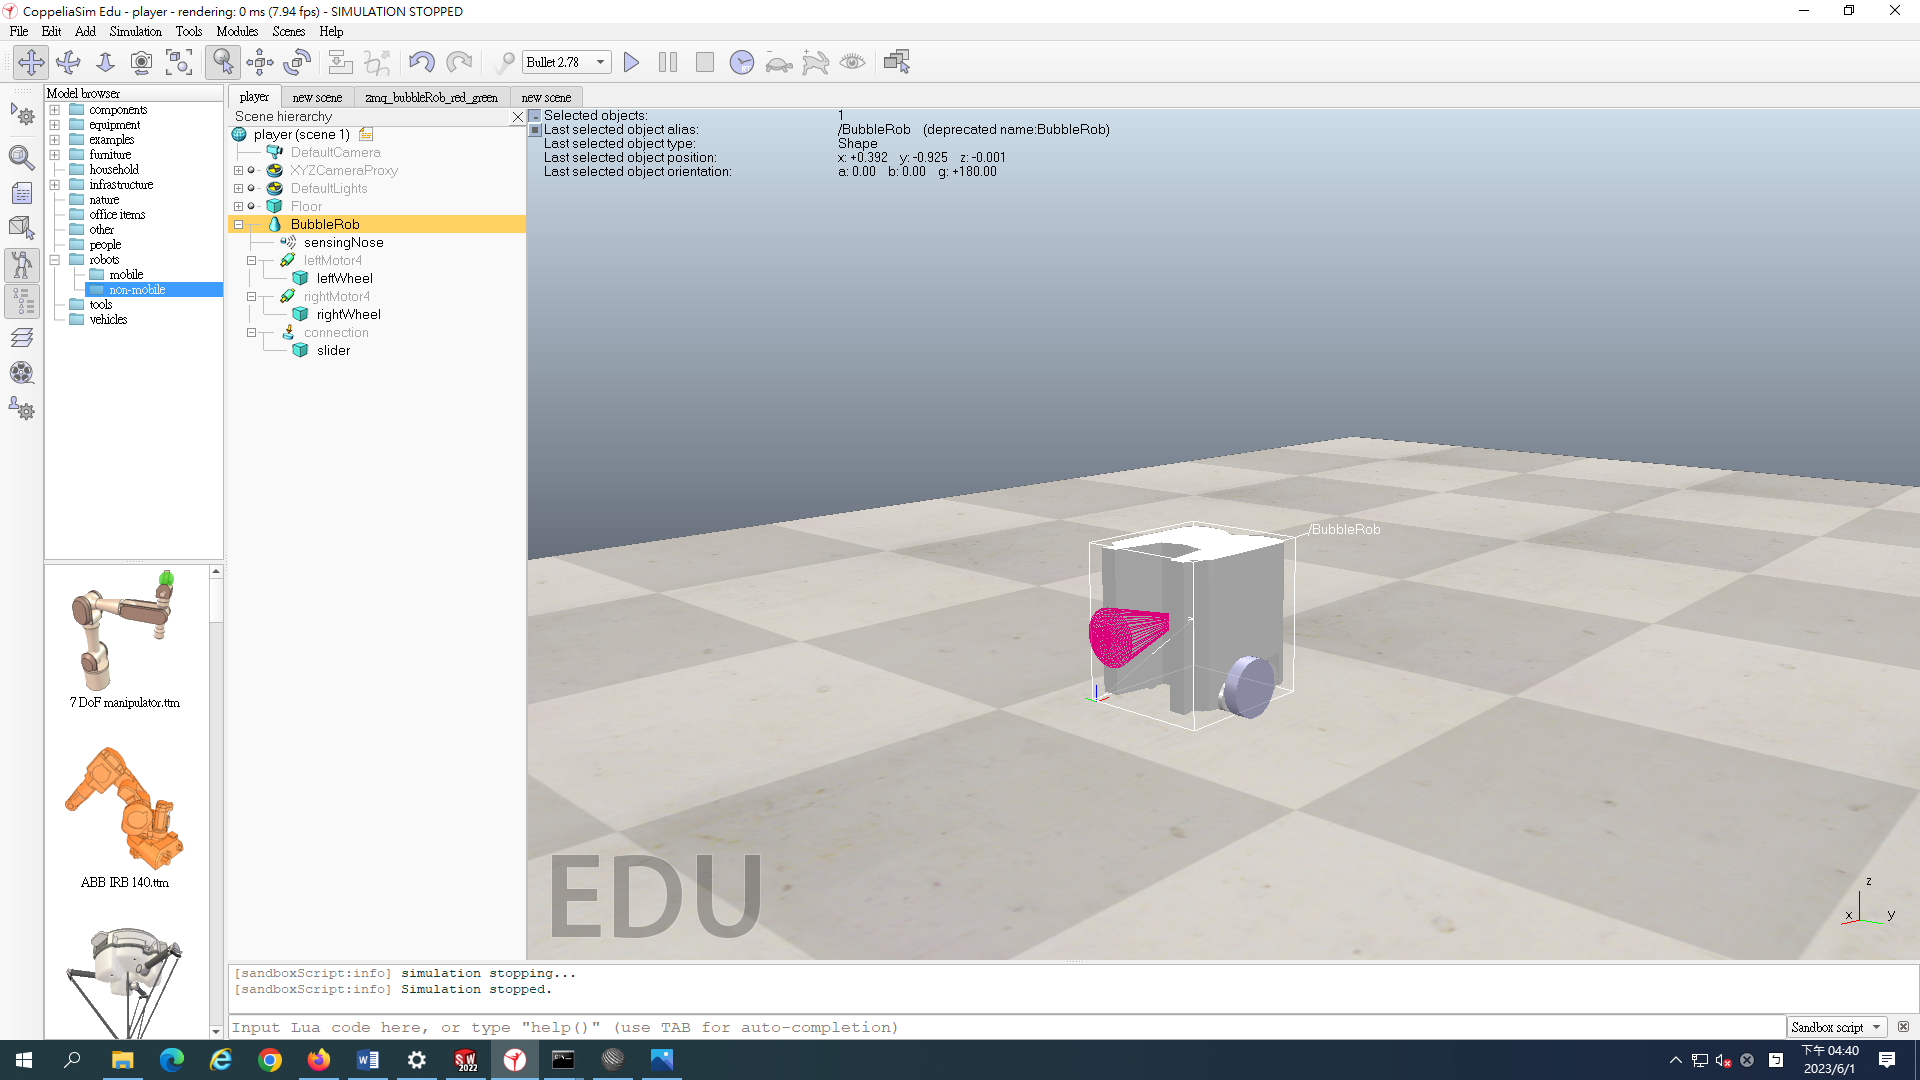 CoppeliaSim Edu - player - rendering: 0 ms (7.94 fps) - SIMULATION STOPPED
File Edit Add Simulation Tools Modules Scenes Help
Bullet 2.78
Model browser
components
equipment
examples
furniture
household
infrastructure
nature
office items
other
people
robots
mobile
non-mobile
tools
vehicles
7 DoF manipulator.ttm
ABB IRB 140.ttm
player new scene zmq_bubbleRob_red_green new scene
Scene hierarchy
player (scene 1)
DefaultCamera
XYZCameraProxy
DefaultLights
Floor
BubbleRob
sensingNose
leftMotor4
leftWheel
rightMotor4
rightWheel
connection
slider
Selected objects: 1
Last selected object alias: /BubbleRob (deprecated name:BubbleRob)
Last selected object type: Shape
Last selected object position: x: +0.392 y: -0.925 z: -0.001
Last selected object orientation: a: 0.00 b: 0.00 g: +180.00
/BubbleRob
EDU
z
x
y
[sandboxScript:info] simulation stopping...
[sandboxScript:info] Simulation stopped.
Input Lua code here, or type "help()" (use TAB for auto-completion)
Sandbox script
SW
2022
下午 04:40
2023/6/1